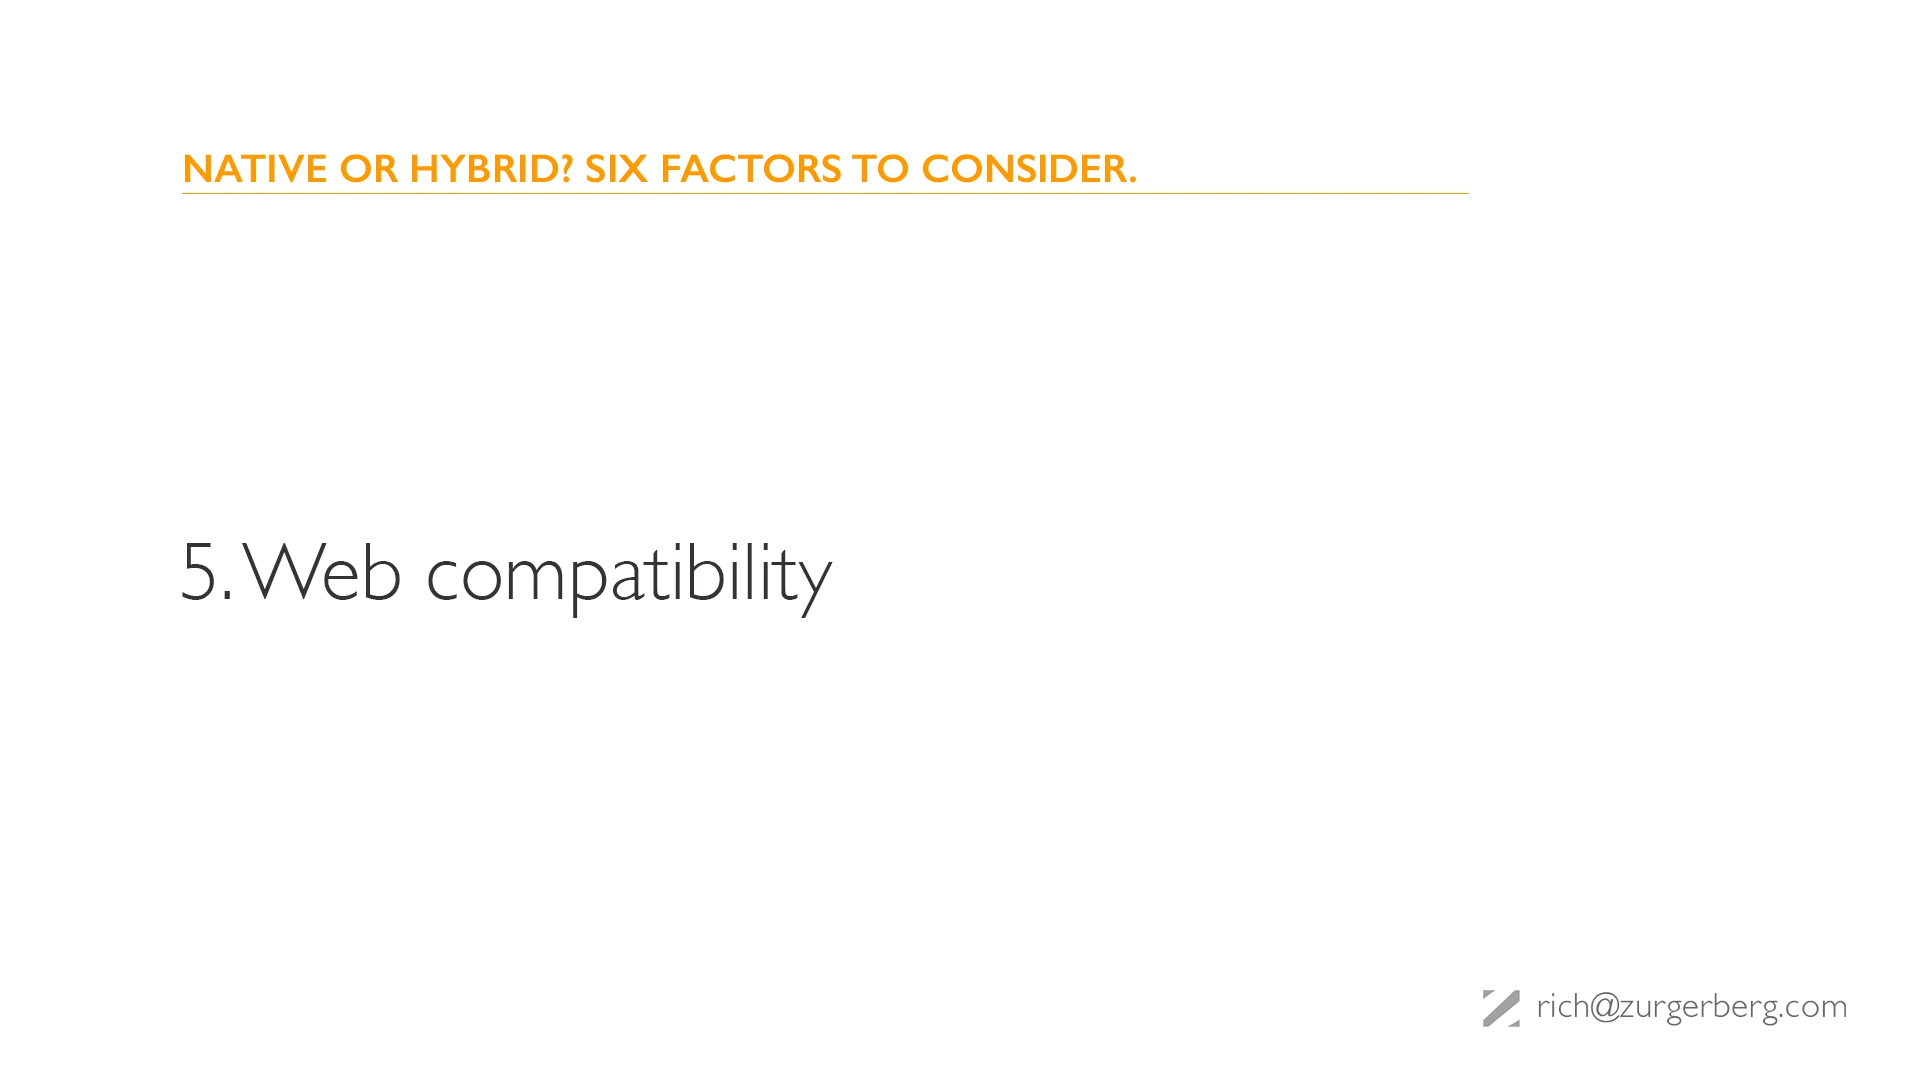 NATIVE OR HYBRID? SIX FACTORS TO CONSIDER.
5. Web compatibility
rich@zurgerberg.com